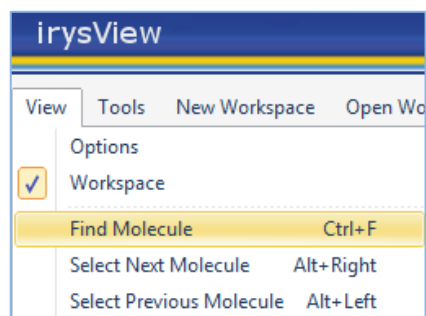 irysView
View Tools New Workspace Open Wo
Options
Workspace
Find Molecule Ctrl+F
Select Next Molecule Alt+Right
Select Previous Molecule Alt+Left